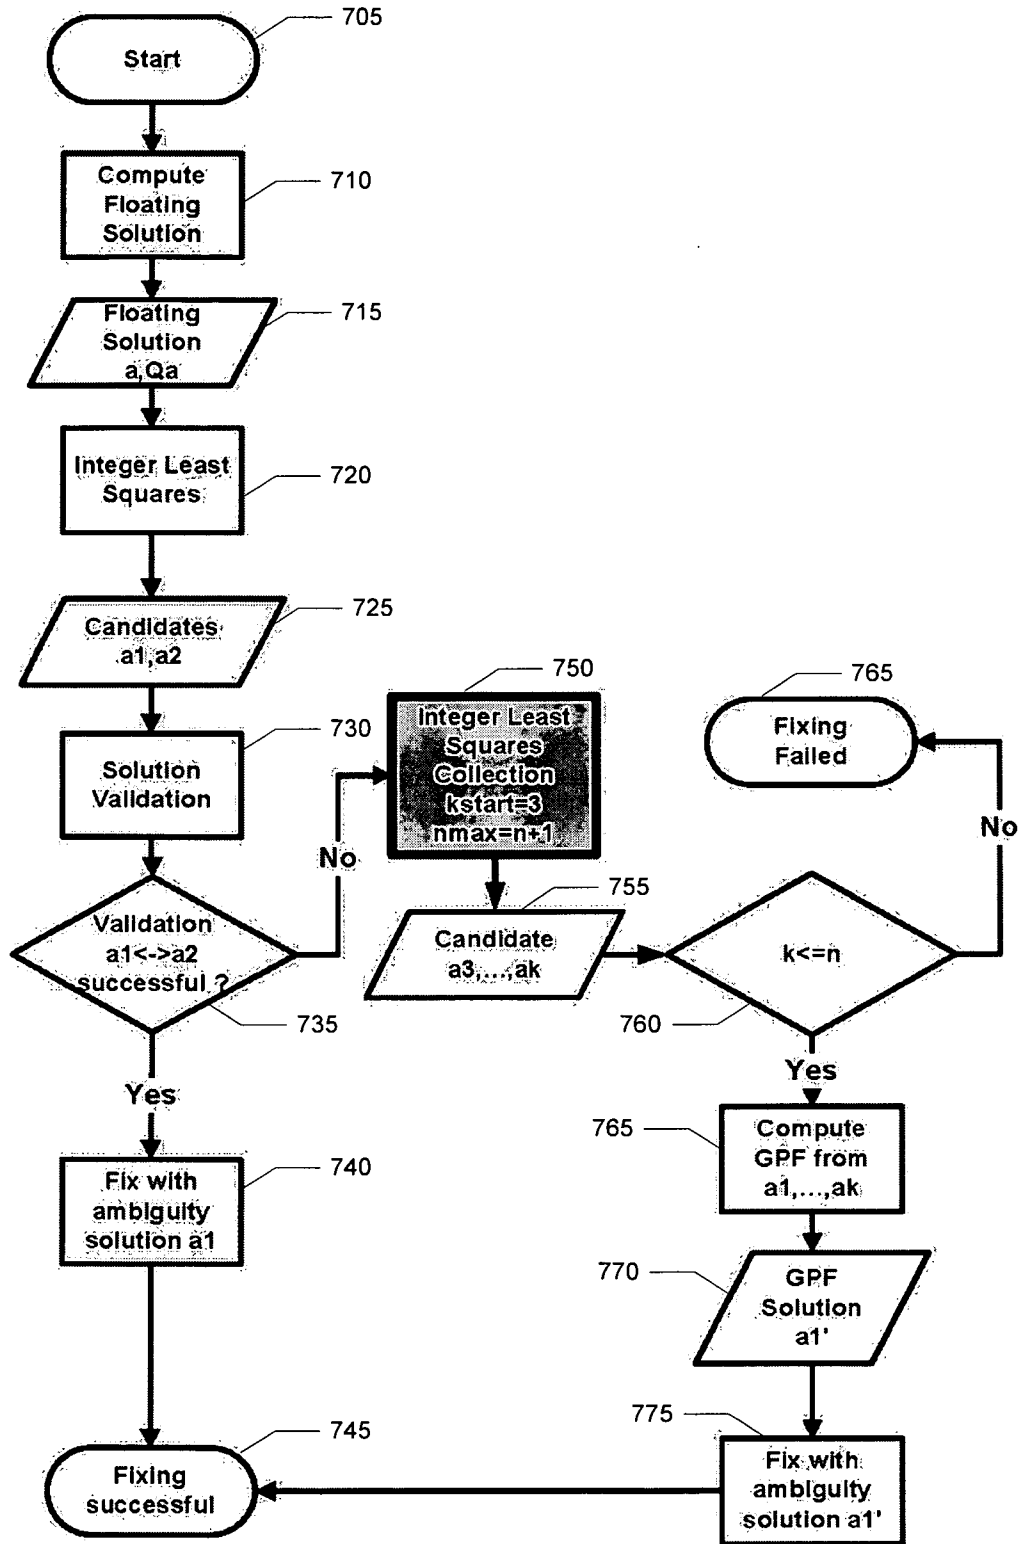 705
Start
Compute
Floating
Solution
710
Floating
Solution
a,Qa
715
Integer Least
Squares
720
Candidates
a1,a2
725
Solution
Validation
730
Validation
a1<->a2
successful ?
735
No
Yes
Fix with
ambiguity
solution a1
740
Fixing
successful
745
750
Integer Least
Squares
Collection
kstart=3
nmax=n+1
755
Candidate
a3,...,ak
k<=n
760
No
765
Fixing
Failed
Yes
765
Compute
GPF from
a1,...,ak
770
GPF
Solution
a1'
775
Fix with
ambiguity
solution a1'